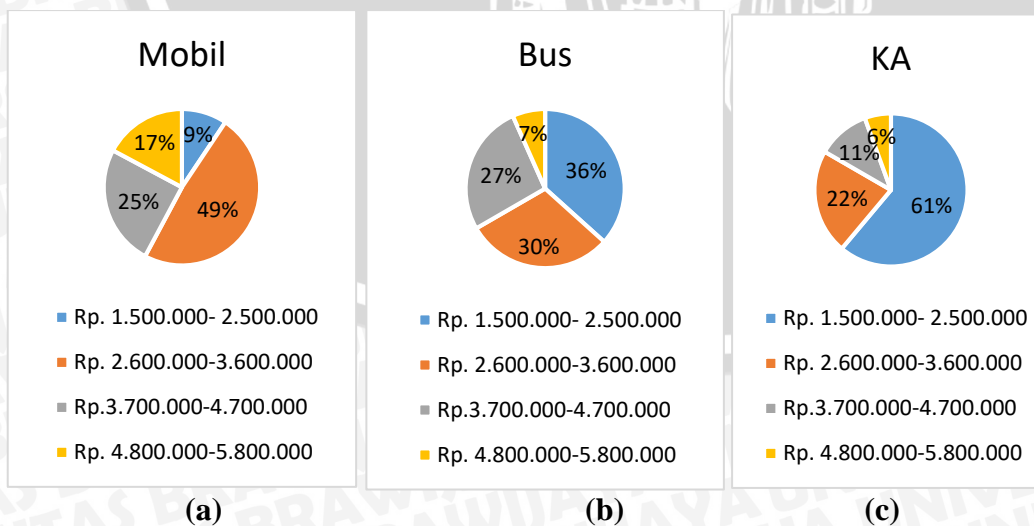 Mobil
9%
49%
25%
17%
Rp. 1.500.000- 2.500.000
Rp. 2.600.000-3.600.000
Rp.3.700.000-4.700.000
Rp. 4.800.000-5.800.000
(a)
Bus
36%
30%
27%
7%
Rp. 1.500.000- 2.500.000
Rp. 2.600.000-3.600.000
Rp.3.700.000-4.700.000
Rp. 4.800.000-5.800.000
(b)
KA
61%
22%
11%
6%
Rp. 1.500.000- 2.500.000
Rp. 2.600.000-3.600.000
Rp.3.700.000-4.700.000
Rp. 4.800.000-5.800.000
(c)